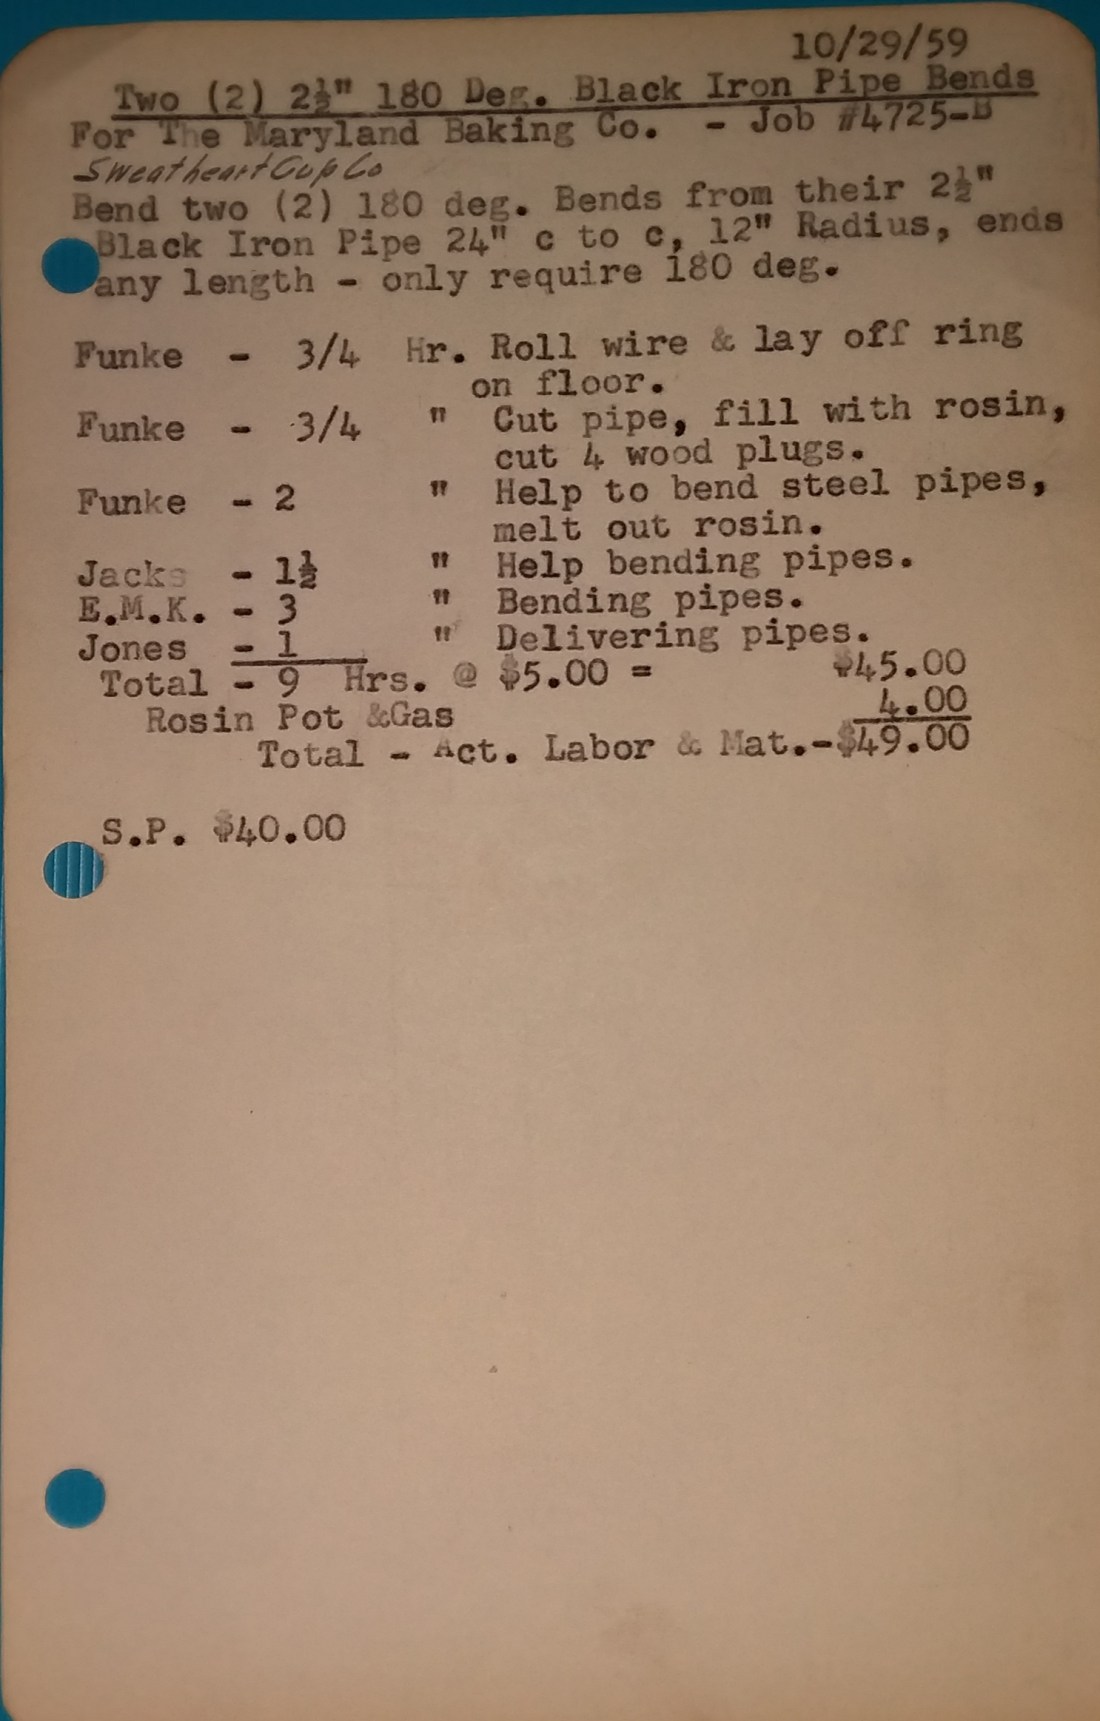 10/29/59
Two (2) 2½" 180 Deg. Black Iron Pipe Bends
For The Maryland Baking Co. - Job #4725-B
Sweatheart Cup Co
Bend two (2) 180 deg. Bends from their 2½"
Black Iron Pipe 24" c to c, 12" Radius, ends
any length - only require 180 deg.
Funke - 3/4 Hr. Roll wire & lay off ring
on floor.
Funke - 3/4 " Cut pipe, fill with rosin,
cut 4 wood plugs.
Funke - 2 " Help to bend steel pipes,
melt out rosin.
Jacks - 1½ " Help bending pipes.
E.M.K. - 3 " Bending pipes.
Jones - 1 " Delivering pipes.
Total - 9 Hrs. @ $5.00 = $45.00
Rosin Pot &Gas 4.00
Total - Act. Labor & Mat.-$49.00
S.P. $40.00